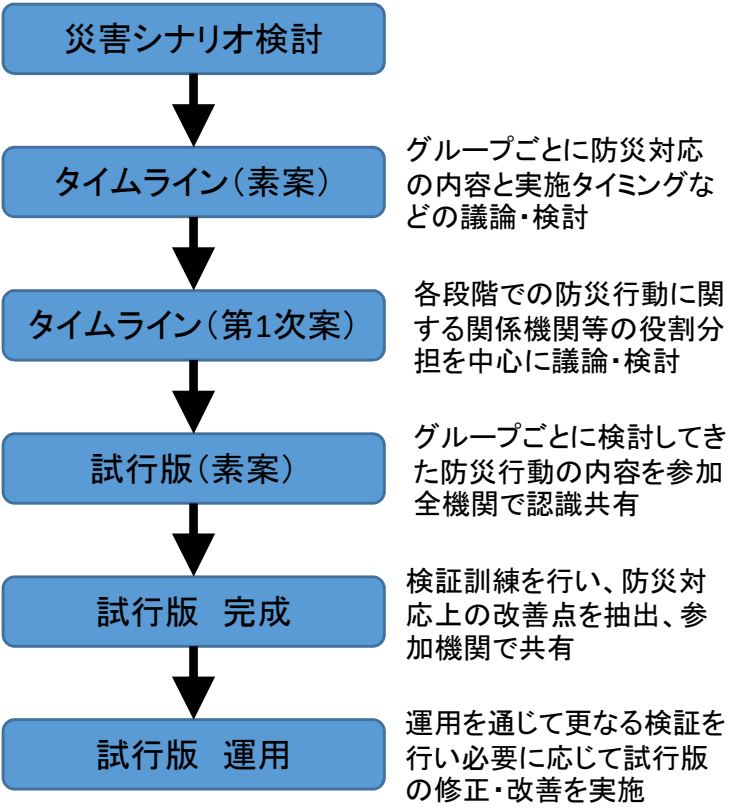 災害シナリオ検討
タイムライン(素案)
グループごとに防災対応
の内容と実施タイミングな
どの議論・検討
タイムライン(第1次案)
各段階での防災行動に関
する関係機関等の役割分
担を中心に議論・検討
試行版(素案)
グループごとに検討してき
た防災行動の内容を参加
全機関で認識共有
試行版　完成
検証訓練を行い、防災対
応上の改善点を抽出、参
加機関で共有
試行版　運用
運用を通じて更なる検証を
行い必要に応じて試行版
の修正・改善を実施